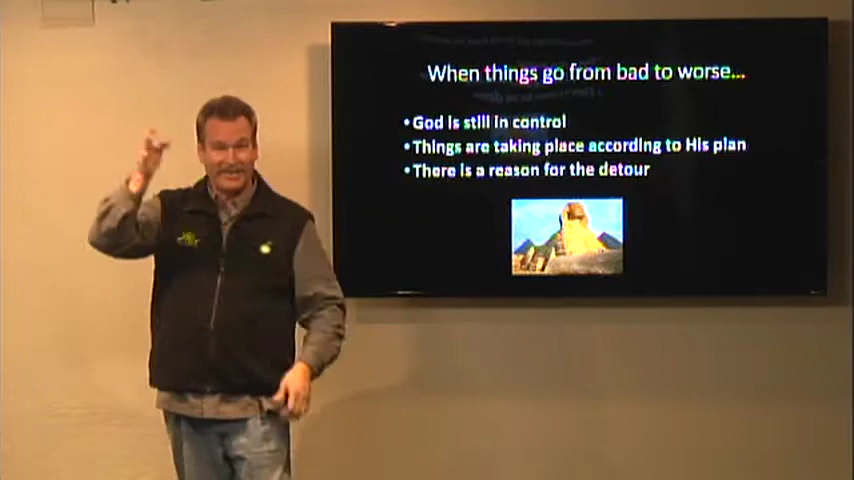 When things go from bad to worse...
•God is still in control
•Things are taking place according to His plan
•There is a reason for the detour